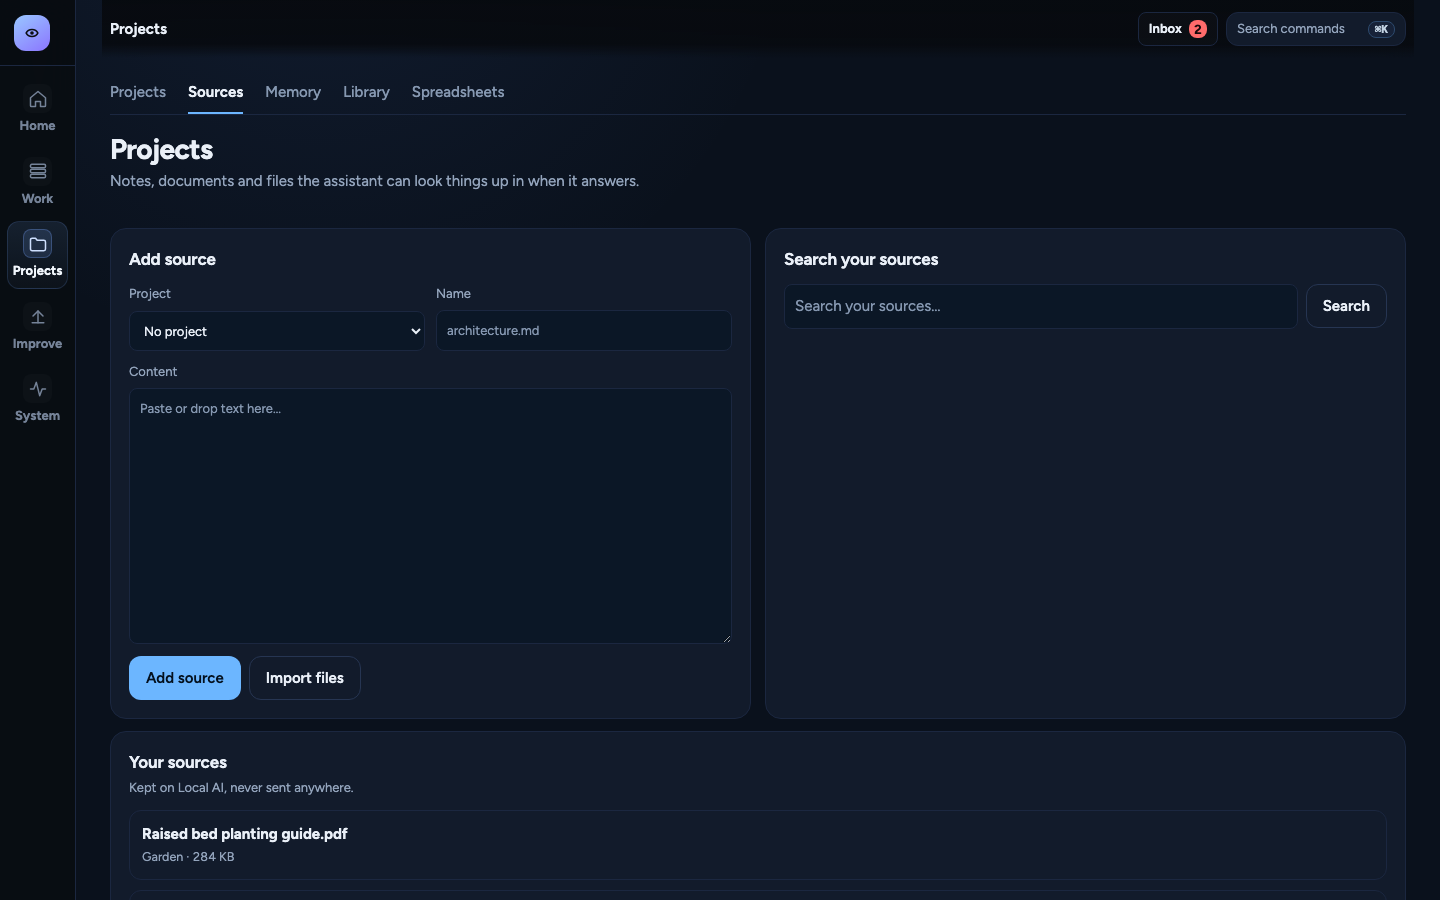 Projects
Inbox 2
Search commands ⌘K
Home
Work
Projects
Improve
System
Projects Sources Memory Library Spreadsheets
Projects
Notes, documents and files the assistant can look things up in when it answers.
Add source
Project Name
No project architecture.md
Content
Paste or drop text here...
Add source Import files
Search your sources
Search your sources... Search
Your sources
Kept on Local AI, never sent anywhere.
Raised bed planting guide.pdf
Garden · 284 KB